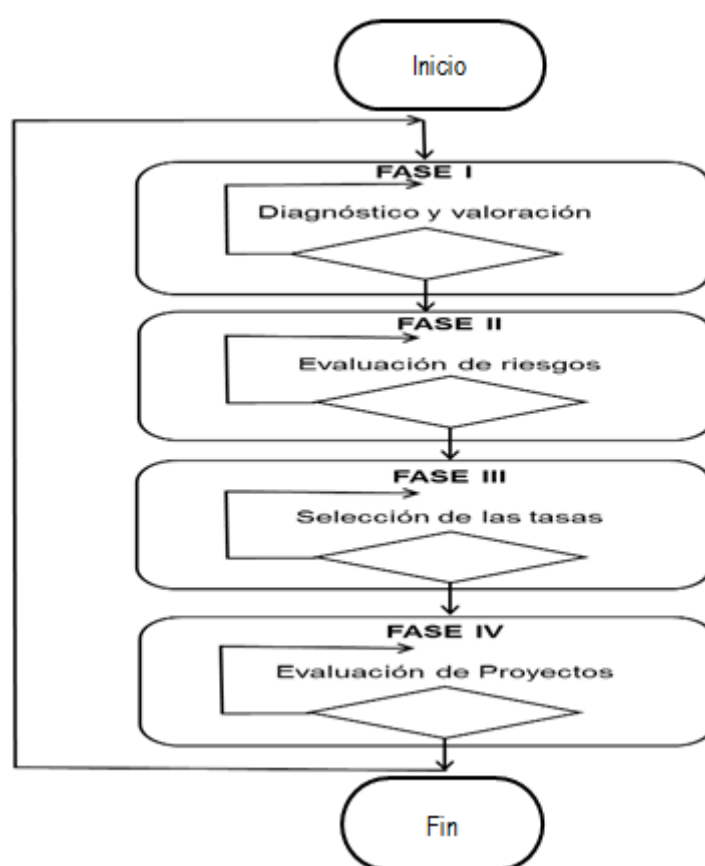 Inicio
FASE I
Diagnóstico y valoración
FASE II
Evaluación de riesgos
FASE III
Selección de las tasas
FASE IV
Evaluación de Proyectos
Fin